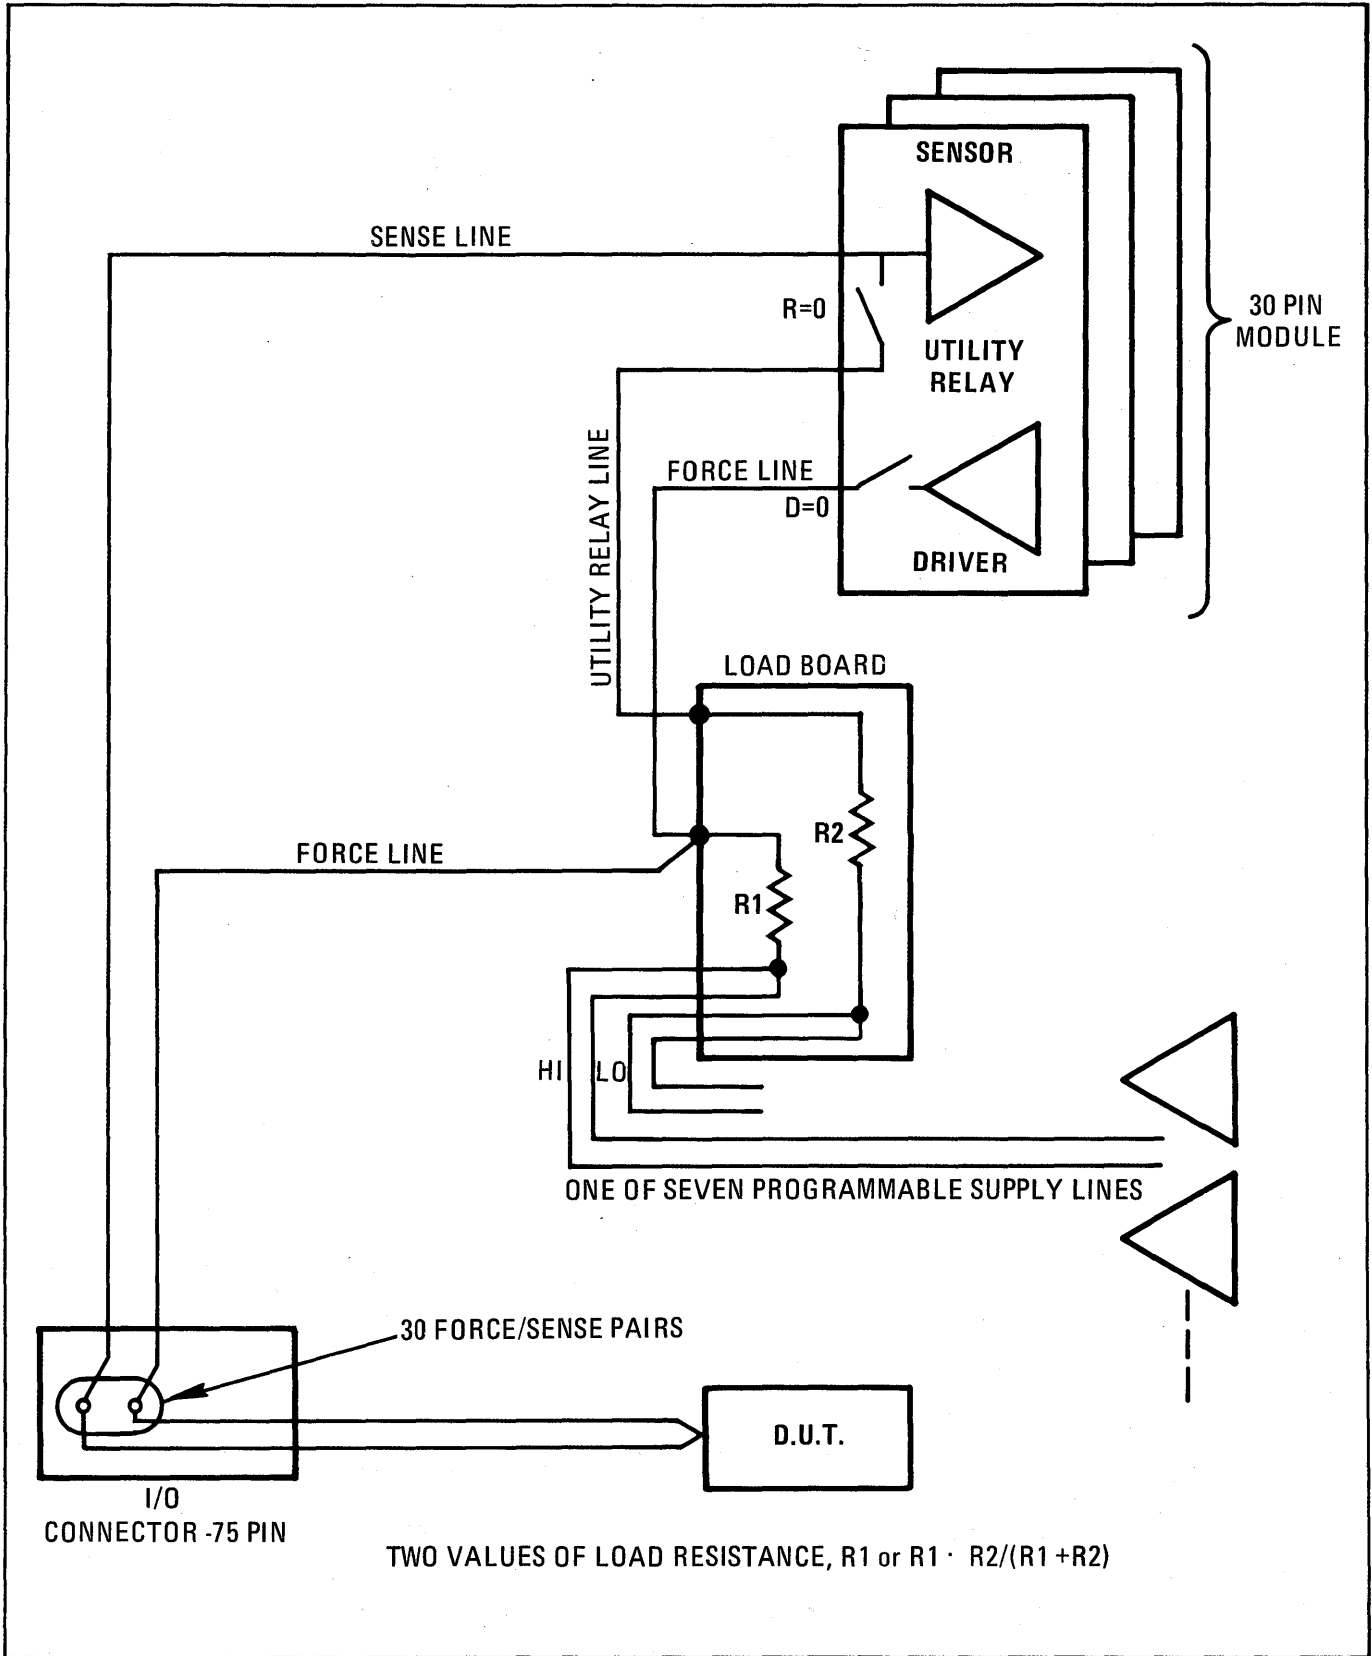 SENSOR
SENSE LINE
R=0
30 PIN
MODULE
UTILITY
RELAY
UTILITY RELAY LINE
FORCE LINE
D=0
DRIVER
LOAD BOARD
R2
FORCE LINE
R1
HI
LO
ONE OF SEVEN PROGRAMMABLE SUPPLY LINES
30 FORCE/SENSE PAIRS
D.U.T.
I/O
CONNECTOR -75 PIN
TWO VALUES OF LOAD RESISTANCE, R1 or R1 · R2/(R1 +R2)